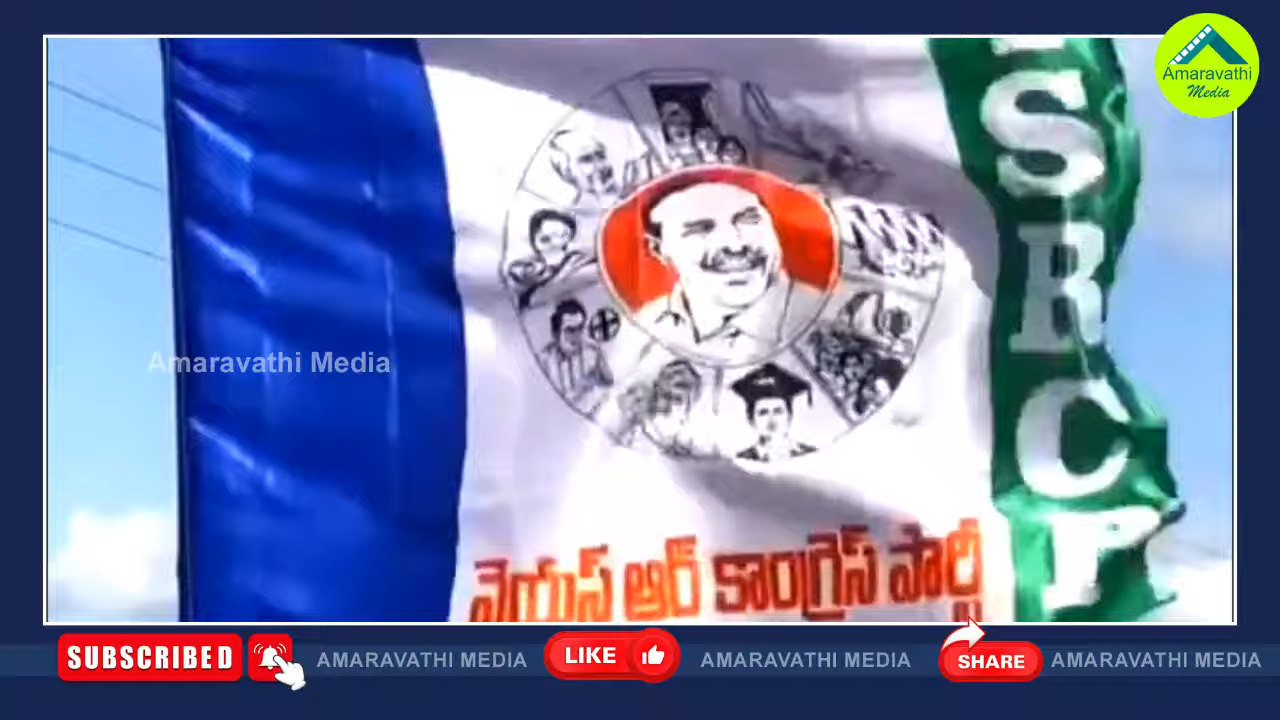 Amaravathi
Media
SRCP
Amaravathi Media
వైయస్ ఆర్ కాంగ్రెస్ పార్టీ
SUBSCRIBED
AMARAVATHI MEDIA
LIKE
AMARAVATHI MEDIA
SHARE
AMARAVATHI MEDIA